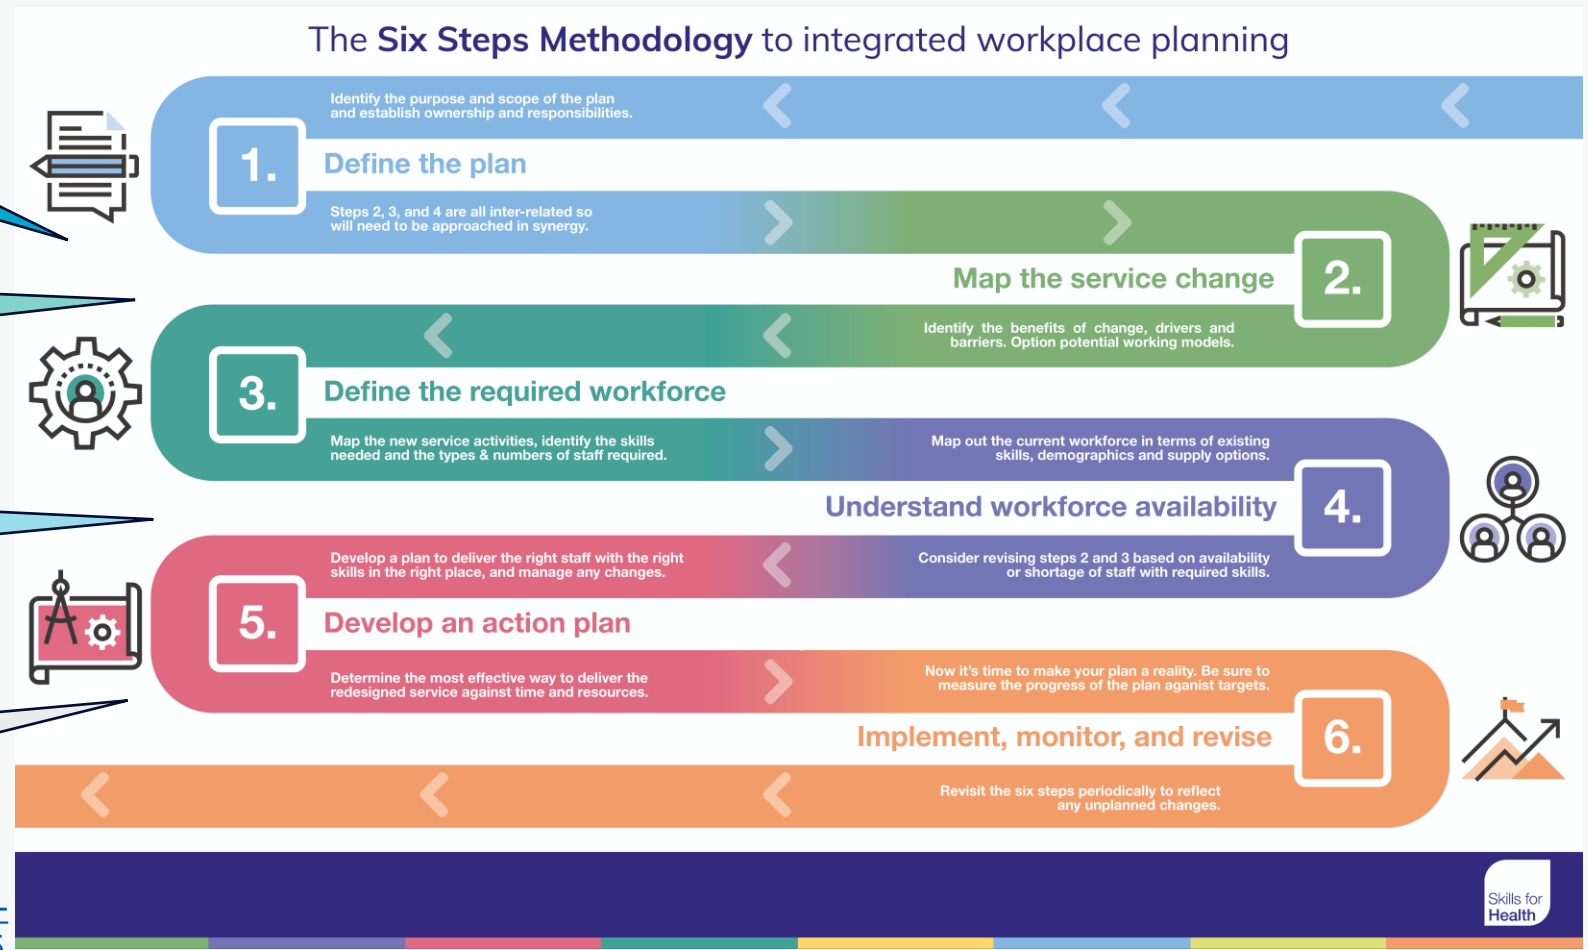 The Six Steps Methodology to integrated workplace planning
Identify the purpose and scope of the plan
and establish ownership and responsibilities.
1.
Define the plan
Steps 2, 3, and 4 are all inter-related so
will need to be approached in synergy.
Map the service change
2.
Identify the benefits of change, drivers and
barriers. Option potential working models.
3.
Define the required workforce
Map the new service activities, identify the skills
needed and the types & numbers of staff required.
Map out the current workforce in terms of existing
skills, demographics and supply options.
Understand workforce availability
4.
Consider revising steps 2 and 3 based on availability
or shortage of staff with required skills.
Develop a plan to deliver the right staff with the right
skills in the right place, and manage any changes.
5.
Develop an action plan
Determine the most effective way to deliver the
redesigned service against time and resources.
Now it's time to make your plan a reality. Be sure to
measure the progress of the plan aganist targets.
Implement, monitor, and revise
6.
Revisit the six steps periodically to reflect
any unplanned changes.
Skills for
Health